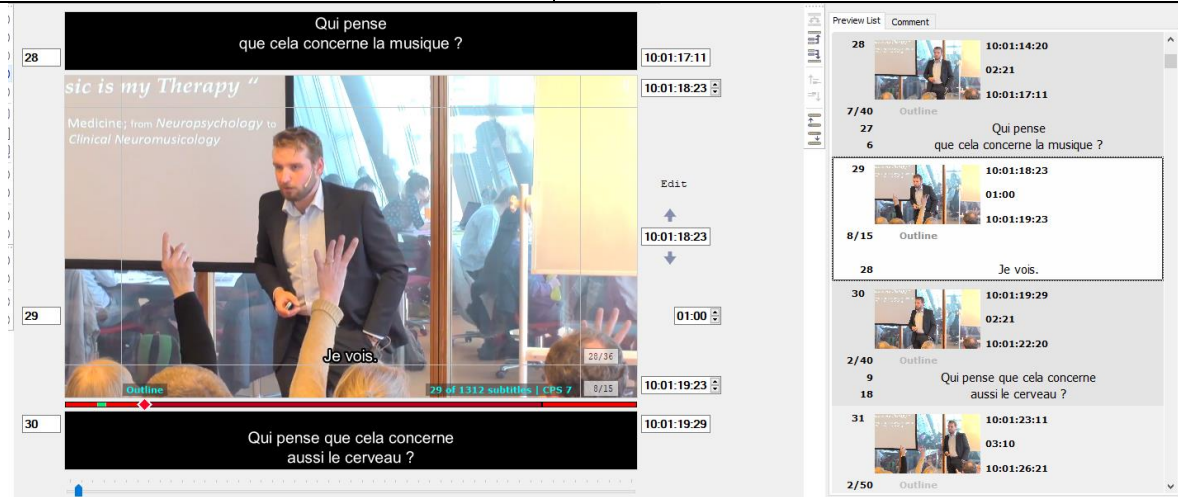 Qui pense
que cela concerne la musique ?
28
10:01:17:11
sic is my Therapy “
Medicine; from Neuropsychology to
Clinical Neuromusicology
10:01:18:23
Edit
10:01:18:23
29
01:00
Je vois.
28/36
Outline
29 of 1312 subtitles | CPS 7
8/15
10:01:19:23
30
10:01:19:29
Qui pense que cela concerne
aussi le cerveau ?
Preview List
Comment
28
10:01:14:20
02:21
10:01:17:11
7/40
Outline
27
Qui pense
6
que cela concerne la musique ?
29
10:01:18:23
01:00
10:01:19:23
8/15
Outline
28
Je vois.
30
10:01:19:29
02:21
10:01:22:20
2/40
Outline
9
Qui pense que cela concerne
18
aussi le cerveau ?
31
10:01:23:11
03:10
10:01:26:21
2/50
Outline